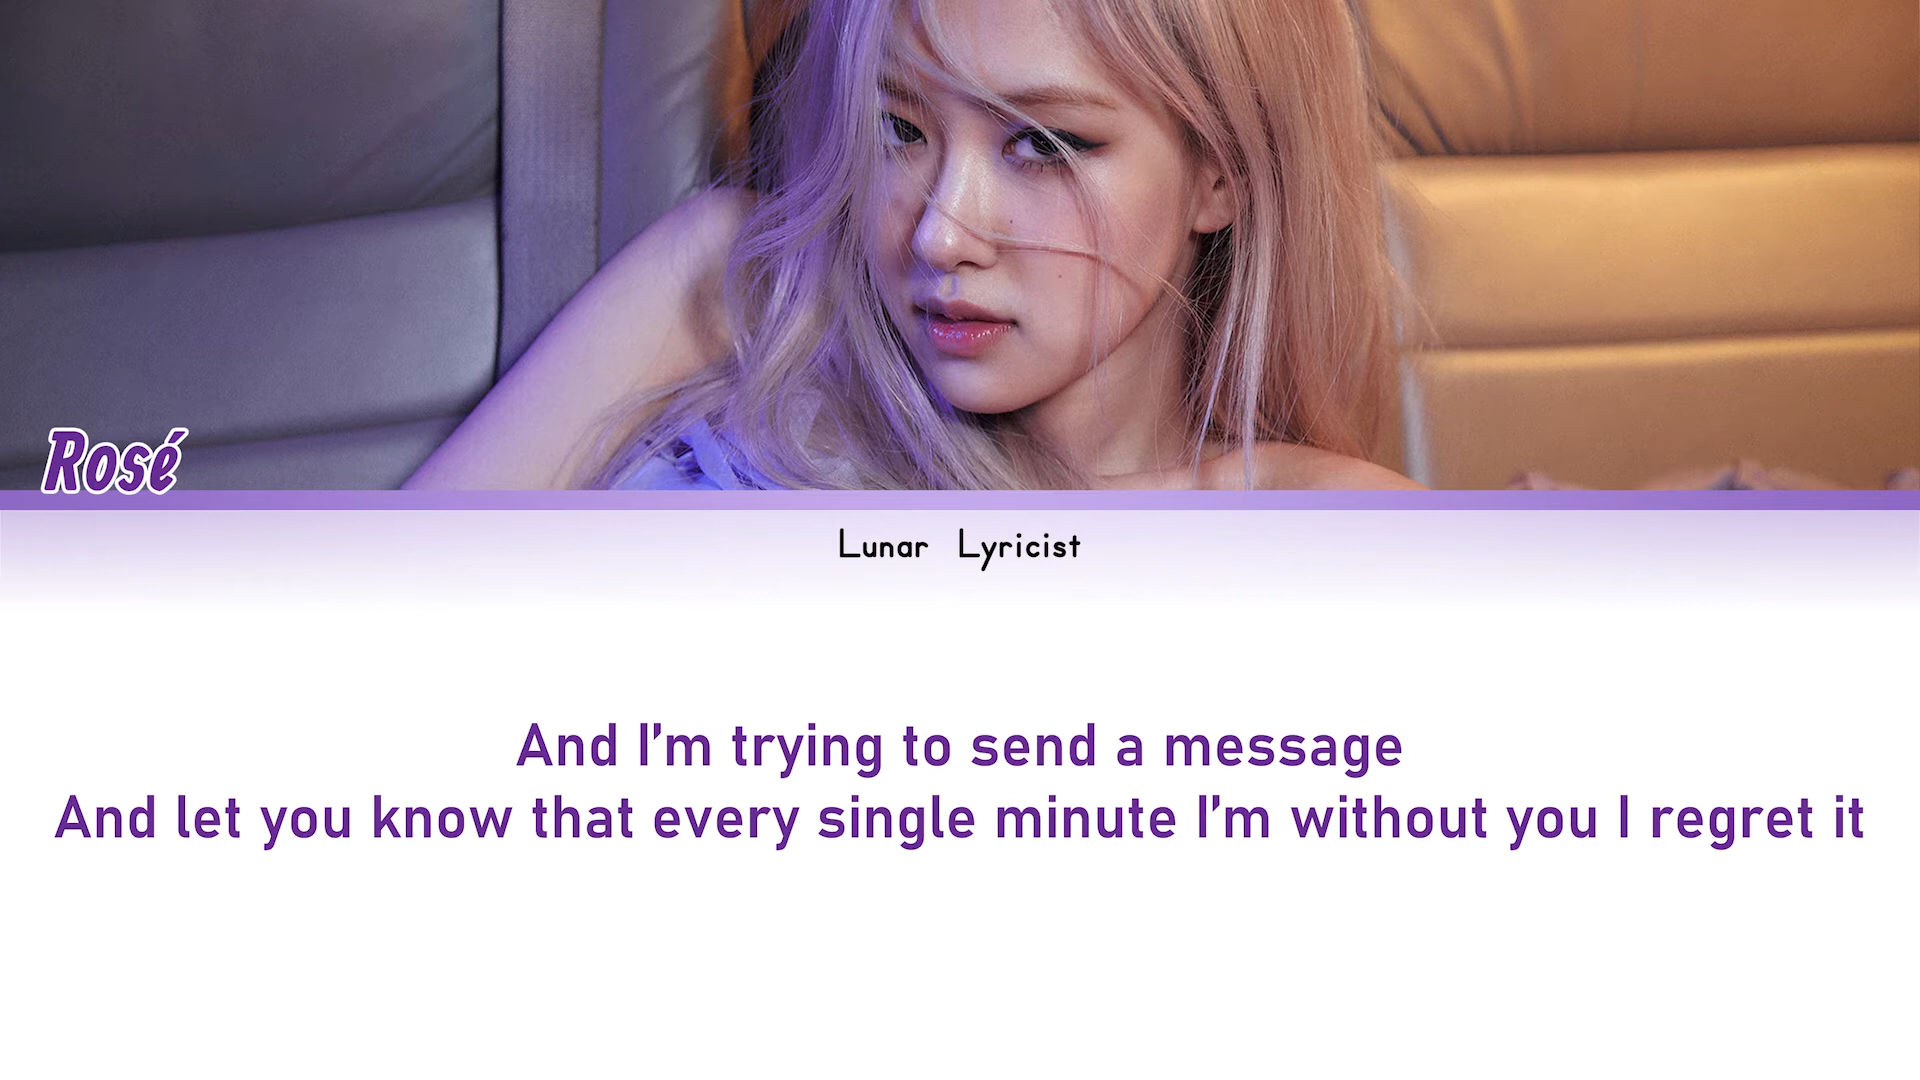 Rosé
Lunar Lyricist
And I'm trying to send a message
And let you know that every single minute I'm without you I regret it